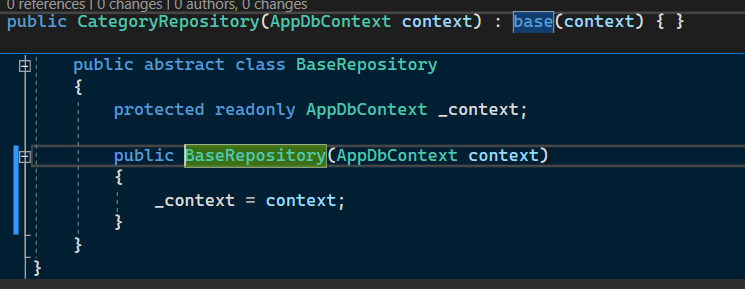 0 references | 0 changes | 0 authors, 0 changes
public CategoryRepository(AppDbContext context) : base(context) { }
public abstract class BaseRepository
{
protected readonly AppDbContext _context;
public BaseRepository(AppDbContext context)
{
_context = context;
}
}
}